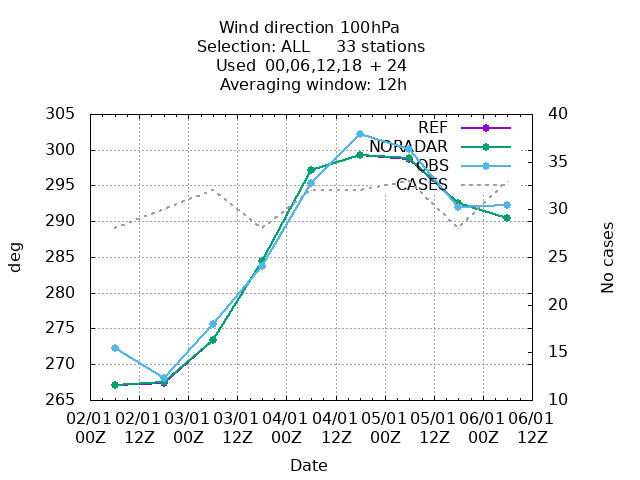 Wind direction 100hPa
Selection: ALL 33 stations
Used 00,06,12,18 + 24
Averaging window: 12h
REF
NORADAR
OBS
CASES
deg
305
300
295
290
285
280
275
270
265
No cases
40
35
30
25
20
15
10
02/01 02/01 03/01 03/01 04/01 04/01 05/01 05/01 06/01 06/01
00Z 12Z 00Z 12Z 00Z 12Z 00Z 12Z 00Z 12Z
Date